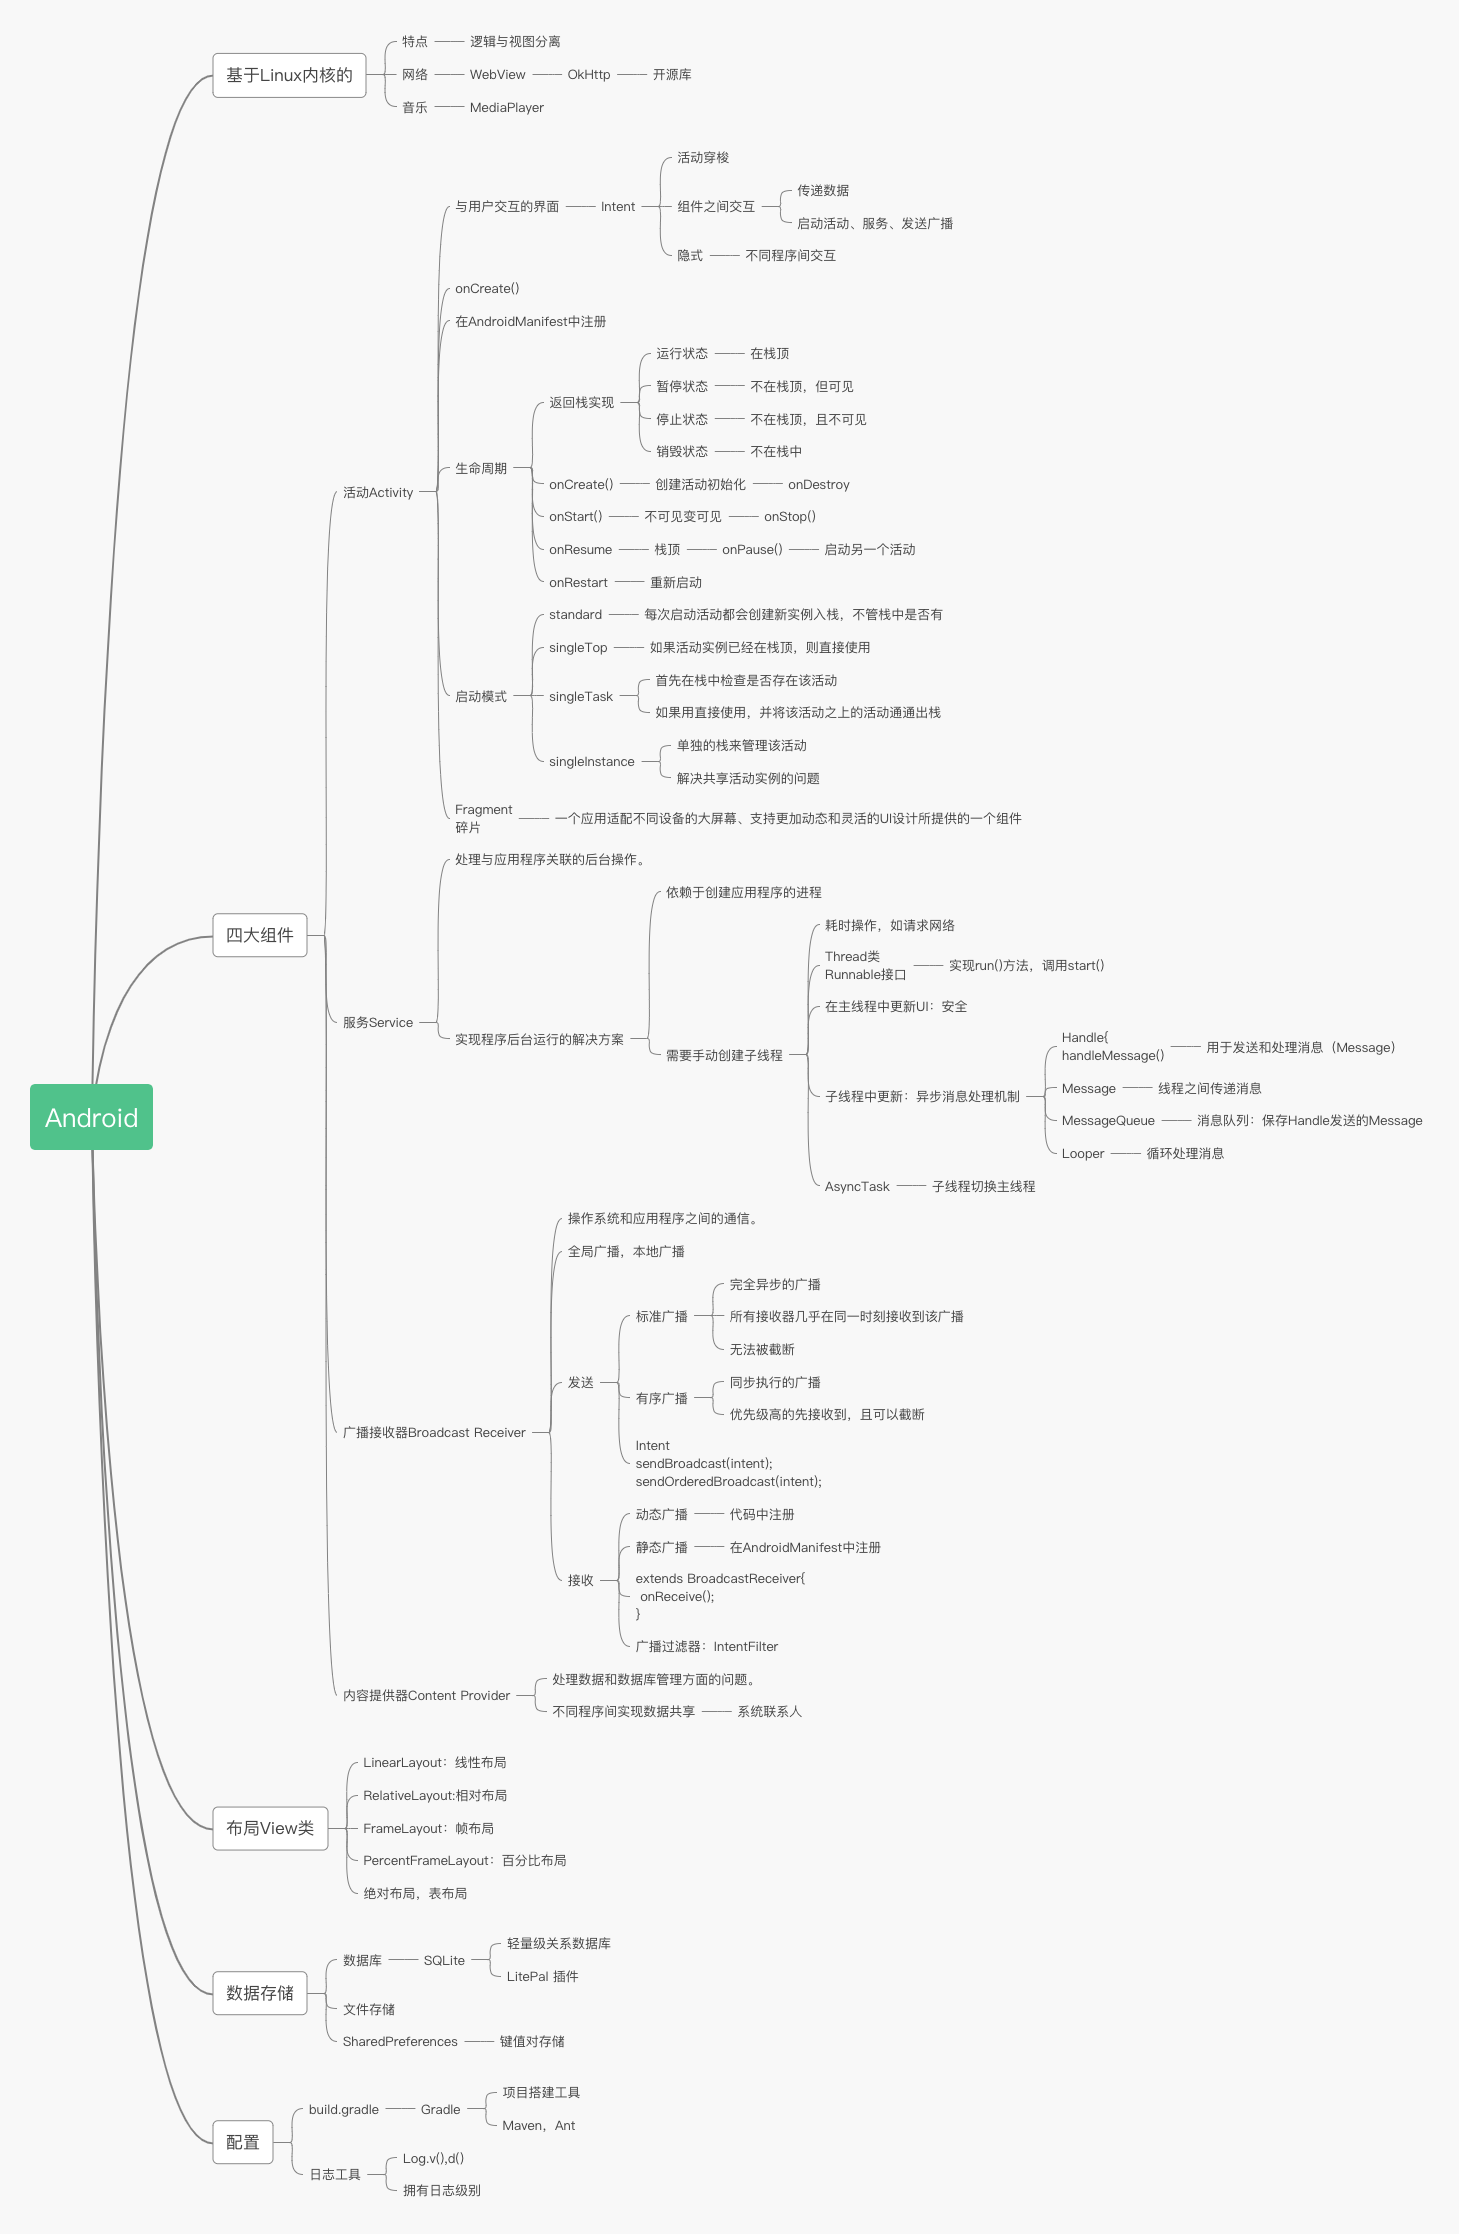 基于Linux内核的
特点
逻辑与视图分离
网络
WebView
OkHttp
开源库
音乐
MediaPlayer
Android
四大组件
活动Activity
与用户交互的界面
Intent
活动穿梭
组件之间交互
传递数据
启动活动、服务、发送广播
隐式
不同程序间交互
onCreate()
在AndroidManifest中注册
生命周期
返回栈实现
运行状态
在栈顶
暂停状态
不在栈顶，但可见
停止状态
不在栈顶，且不可见
销毁状态
不在栈中
onCreate()
创建活动初始化
onDestroy
onStart()
不可见变可见
onStop()
onResume
栈顶
onPause()
启动另一个活动
onRestart
重新启动
启动模式
standard
每次启动活动都会创建新实例入栈，不管栈中是否有
singleTop
如果活动实例已经在栈顶，则直接使用
singleTask
首先在栈中检查是否存在该活动
如果用直接使用，并将该活动之上的活动通通出栈
singleInstance
单独的栈来管理该活动
解决共享活动实例的问题
Fragment
碎片
一个应用适配不同设备的大屏幕、支持更加动态和灵活的UI设计所提供的一个组件
服务Service
处理与应用程序关联的后台操作。
实现程序后台运行的解决方案
依赖于创建应用程序的进程
需要手动创建子线程
耗时操作，如请求网络
Thread类
Runnable接口
实现run()方法，调用start()
在主线程中更新UI：安全
子线程中更新：异步消息处理机制
Handle{
handleMessage()
用于发送和处理消息（Message）
Message
线程之间传递消息
MessageQueue
消息队列：保存Handle发送的Message
Looper
循环处理消息
AsyncTask
子线程切换主线程
广播接收器Broadcast Receiver
操作系统和应用程序之间的通信。
全局广播，本地广播
发送
标准广播
完全异步的广播
所有接收器几乎在同一时刻接收到该广播
无法被截断
有序广播
同步执行的广播
优先级高的先接收到，且可以截断
Intent
sendBroadcast(intent);
sendOrderedBroadcast(intent);
接收
动态广播
代码中注册
静态广播
在AndroidManifest中注册
extends BroadcastReceiver{
onReceive();
}
广播过滤器：IntentFilter
内容提供器Content Provider
处理数据和数据库管理方面的问题。
不同程序间实现数据共享
系统联系人
布局View类
LinearLayout：线性布局
RelativeLayout:相对布局
FrameLayout：帧布局
PercentFrameLayout：百分比布局
绝对布局，表布局
数据存储
数据库
SQLite
轻量级关系数据库
LitePal 插件
文件存储
SharedPreferences
键值对存储
配置
build.gradle
Gradle
项目搭建工具
Maven，Ant
日志工具
Log.v(),d()
拥有日志级别